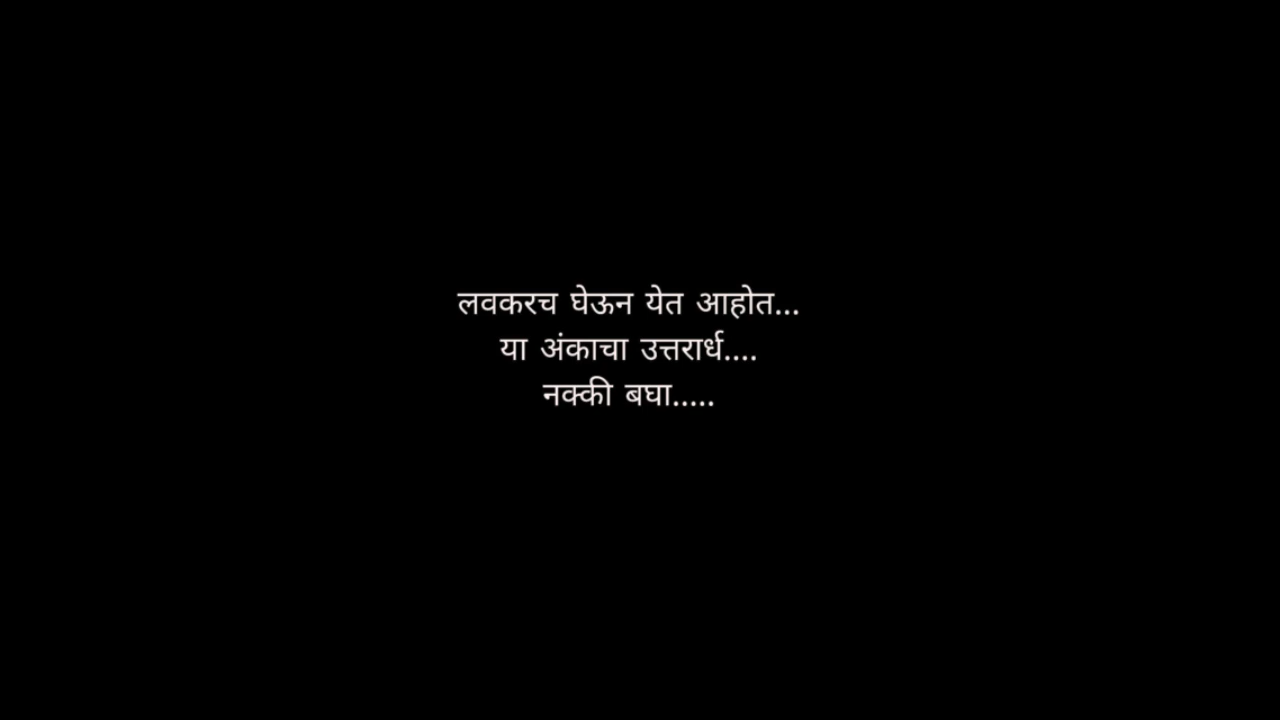 लवकरच घेऊन येत आहोत...
या अंकाचा उत्तरार्ध....
नक्की बघा.....